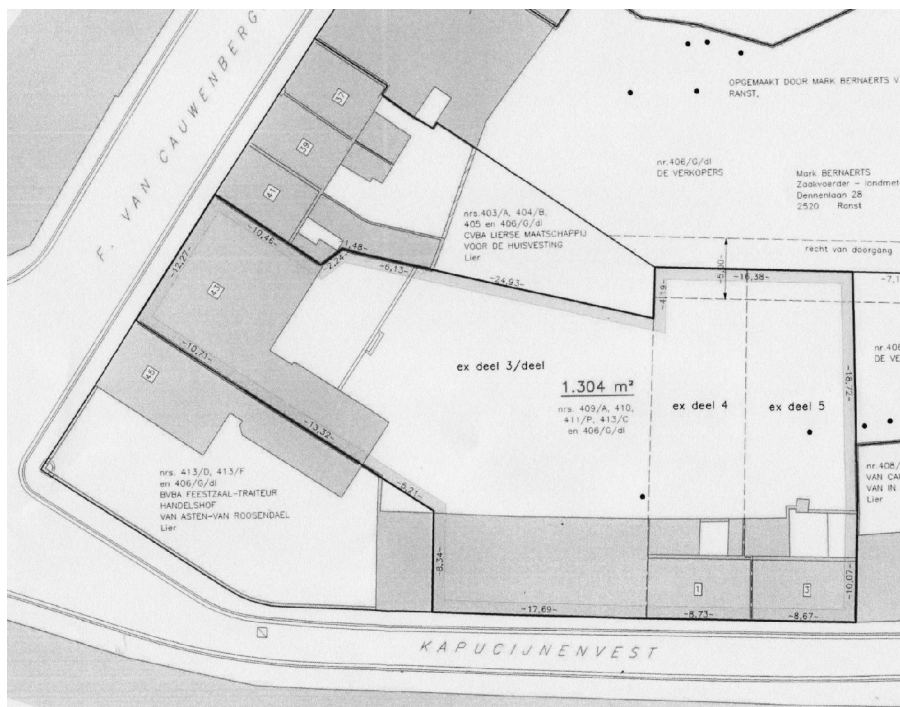 F. VAN CAUWENBERG
37
39
41
43
45
OPGEMAAKT DOOR MARK BERNAERTS V
RANST,
nr.406/G/dl
DE VERKOPERS
Mark BERNAERTS
Zaakvoerder - landmet
Dennenlaan 28
2520 Ranst
nrs.403/A, 404/B,
405 en 406/G/dl
CVBA LIERSE MAATSCHAPPIJ
VOOR DE HUISVESTING
Lier
recht van doorgang
-10,46-
-2,24-
1,48-
-6,13-
-24,93-
-4,19-
-5,00-
-16,38-
-7,1
-12,27-
-10,71-
-13,32-
-8,21-
-8,34-
-18,72-
-10,07-
ex deel 3/deel
1.304 m²
nrs. 409/A, 410,
411/P, 413/C
en 406/G/dl
ex deel 4
ex deel 5
nr.406
DE VE
nr.408/
VAN CA
VAN IN
Lier
nrs. 413/D, 413/F
en 406/G/dl
BVBA FEESTZAAL-TRAITEUR
HANDELSHOF
VAN ASTEN-VAN ROOSENDAEL
Lier
1
3
-17,69-
-8,73-
-8,67-
KAPUCIJNENVEST